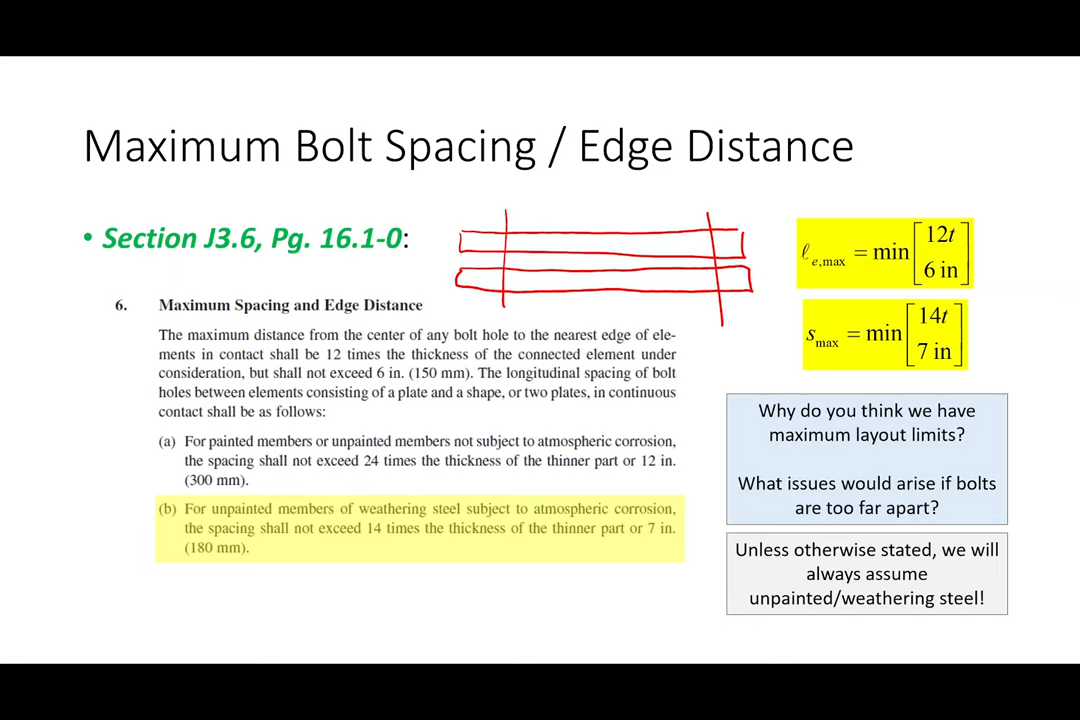 Maximum Bolt Spacing / Edge Distance
• Section J3.6, Pg. 16.1-0:
6. Maximum Spacing and Edge Distance
The maximum distance from the center of any bolt hole to the nearest edge of ele-
ments in contact shall be 12 times the thickness of the connected element under
consideration, but shall not exceed 6 in. (150 mm). The longitudinal spacing of bolt
holes between elements consisting of a plate and a shape, or two plates, in continuous
contact shall be as follows:
(a) For painted members or unpainted members not subject to atmospheric corrosion,
the spacing shall not exceed 24 times the thickness of the thinner part or 12 in.
(300 mm).
(b) For unpainted members of weathering steel subject to atmospheric corrosion,
the spacing shall not exceed 14 times the thickness of the thinner part or 7 in.
(180 mm).
ℓe,max = min [12t
6 in]
smax = min [14t
7 in]
Why do you think we have
maximum layout limits?
What issues would arise if bolts
are too far apart?
Unless otherwise stated, we will
always assume
unpainted/weathering steel!